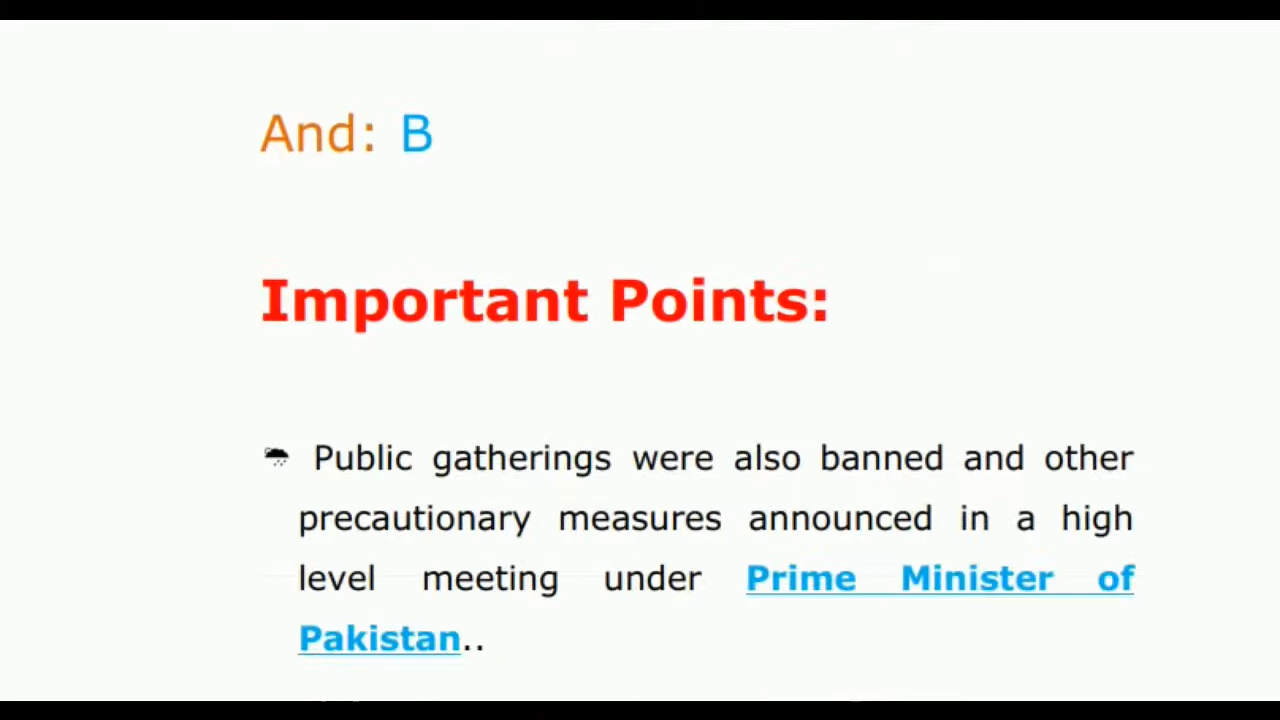 And: B
Important Points:
Public gatherings were also banned and other
precautionary measures announced in a high
level meeting under Prime Minister of
Pakistan..